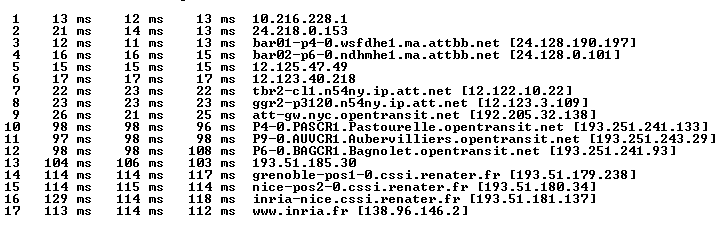 1 13 ms 12 ms 13 ms 10.216.228.1
2 21 ms 14 ms 13 ms 24.218.0.153
3 12 ms 11 ms 13 ms bar01-p4-0.wsfdhe1.ma.attbb.net [24.128.190.197]
4 16 ms 16 ms 15 ms bar02-p6-0.ndhmhe1.ma.attbb.net [24.128.0.101]
5 15 ms 15 ms 15 ms 12.125.47.49
6 17 ms 17 ms 17 ms 12.123.40.218
7 22 ms 23 ms 22 ms tbr2-cl1.n54ny.ip.att.net [12.122.10.22]
8 23 ms 23 ms 23 ms ggr2-p3120.n54ny.ip.att.net [12.123.3.109]
9 26 ms 21 ms 25 ms att-gw.nyc.opentransit.net [192.205.32.138]
10 98 ms 98 ms 96 ms P4-0.PASCR1.Pastourelle.opentransit.net [193.251.241.133]
11 97 ms 98 ms 98 ms P9-0.AUVCR1.Aubervilliers.opentransit.net [193.251.243.29]
12 98 ms 98 ms 108 ms P6-0.BAGCR1.Bagnolet.opentransit.net [193.251.241.93]
13 104 ms 106 ms 103 ms 193.51.185.30
14 114 ms 114 ms 117 ms grenoble-pos1-0.cssi.renater.fr [193.51.179.238]
15 114 ms 115 ms 114 ms nice-pos2-0.cssi.renater.fr [193.51.180.34]
16 129 ms 114 ms 118 ms inria-nice.cssi.renater.fr [193.51.181.137]
17 113 ms 114 ms 112 ms www.inria.fr [138.96.146.2]